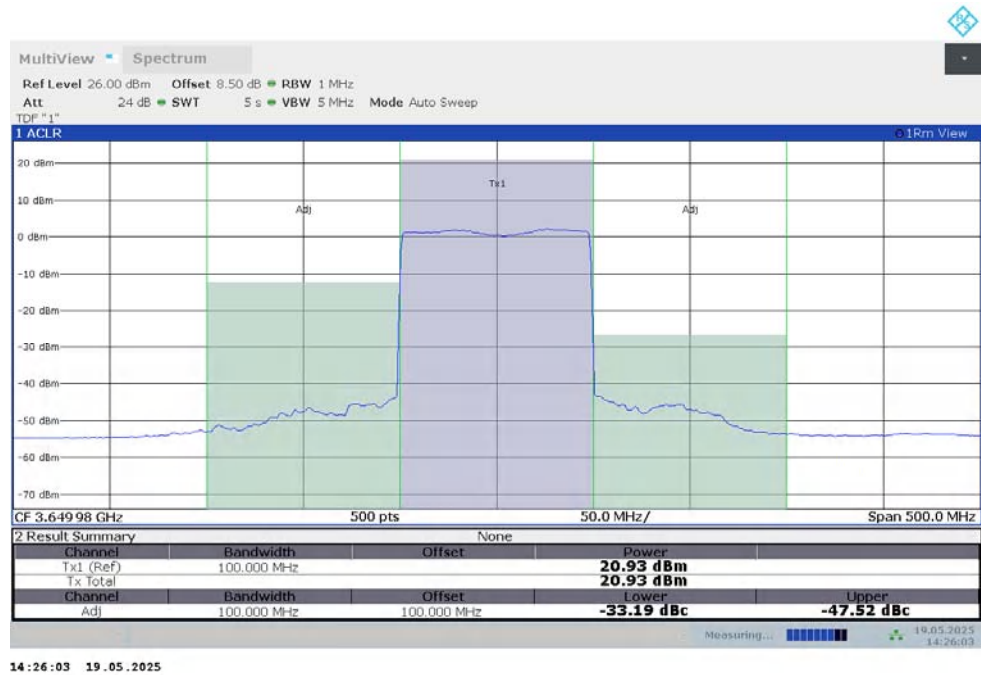 R S
MultiView Spectrum
Ref Level 26.00 dBm Offset 8.50 dB RBW 1 MHz
Att 24 dB SWT 5 s VBW 5 MHz Mode Auto Sweep
TDF "1"
1 ACLR 1Rm View
20 dBm
Tx1
10 dBm
Adj Adj
0 dBm
-10 dBm
-20 dBm
-30 dBm
-40 dBm
-50 dBm
-60 dBm
-70 dBm
CF 3.649 98 GHz 500 pts 50.0 MHz/ Span 500.0 MHz
2 Result Summary None
Channel Bandwidth Offset Power
Tx1 (Ref) 100.000 MHz 20.93 dBm
Tx Total 20.93 dBm
Channel Bandwidth Offset Lower Upper
Adj 100.000 MHz 100.000 MHz -33.19 dBc -47.52 dBc
Measuring... 19.05.2025
14:26:03
14:26:03 19.05.2025